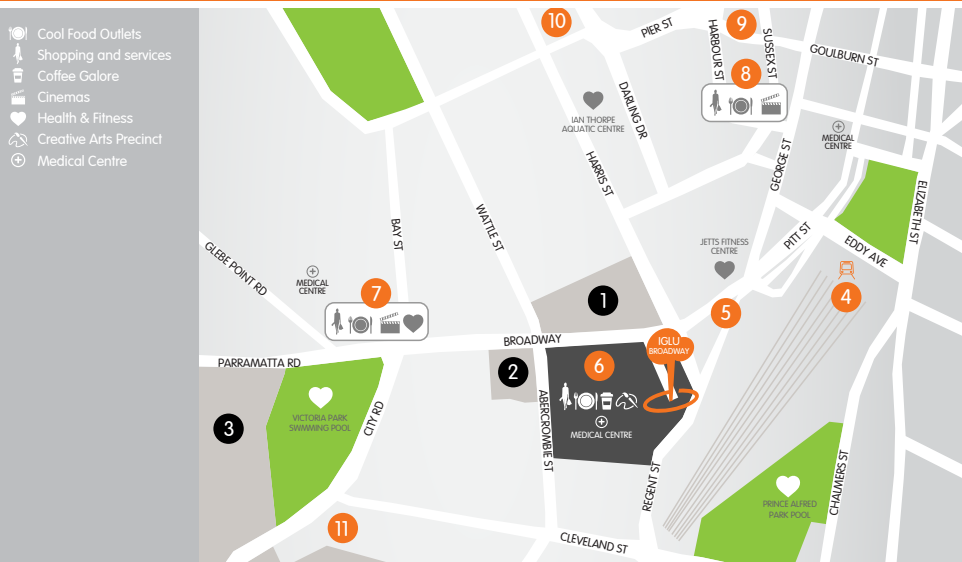 Cool Food Outlets
Shopping and services
Coffee Galore
Cinemas
Health & Fitness
Creative Arts Precinct
Medical Centre
10
PIER ST
HARBOUR ST
9
SUSSEX ST
GOULBURN ST
8
DARLING DR
IAN THORPE
AQUATIC CENTRE
MEDICAL
CENTRE
HARRIS ST
GEORGE ST
ELIZABETH ST
WATTLE ST
BAY ST
PITT ST
EDDY AVE
JETTS FITNESS
CENTRE
GLEBE POINT RD
MEDICAL
CENTRE
7
4
1
5
BROADWAY
IGLU
BROADWAY
PARRAMATTA RD
2
6
3
VICTORIA PARK
SWIMMING POOL
CITY RD
ABERCROMBIE ST
MEDICAL CENTRE
REGENT ST
CHALMERS ST
PRINCE ALFRED
PARK POOL
11
CLEVELAND ST